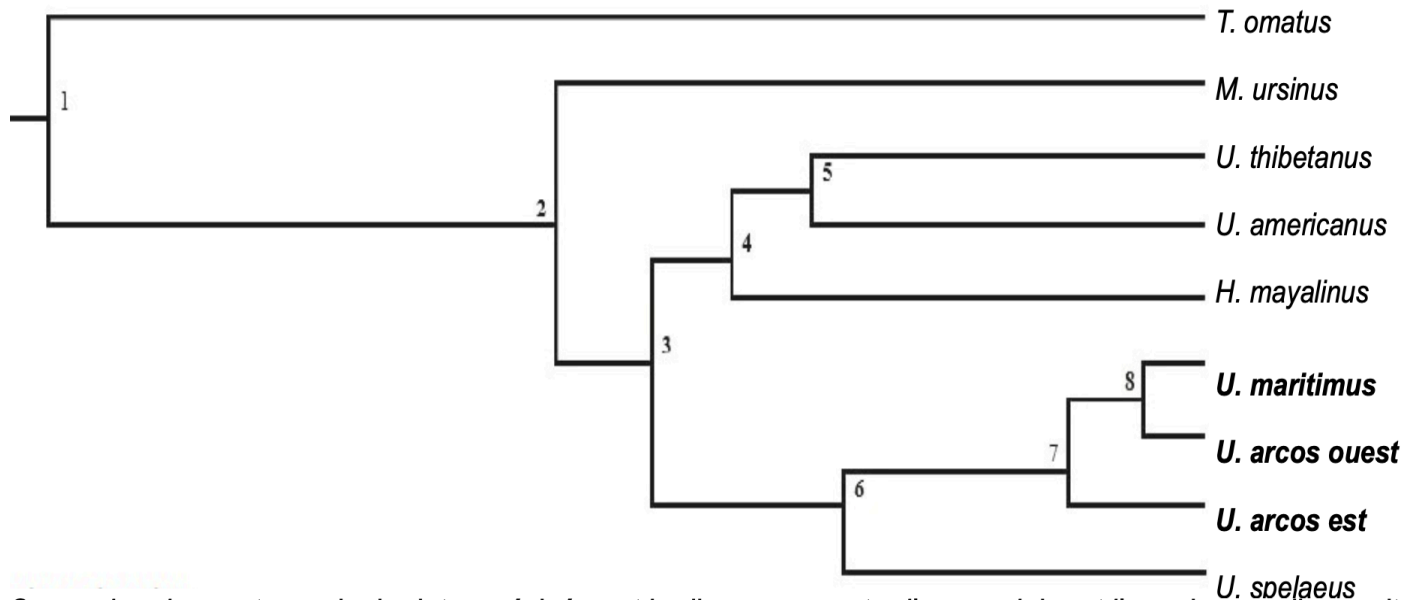 T. omatus
1
M. ursinus
U. thibetanus
5
2
U. americanus
4
H. mayalinus
3
8
U. maritimus
7
U. arcos ouest
6
U. arcos est
U. spelaeus